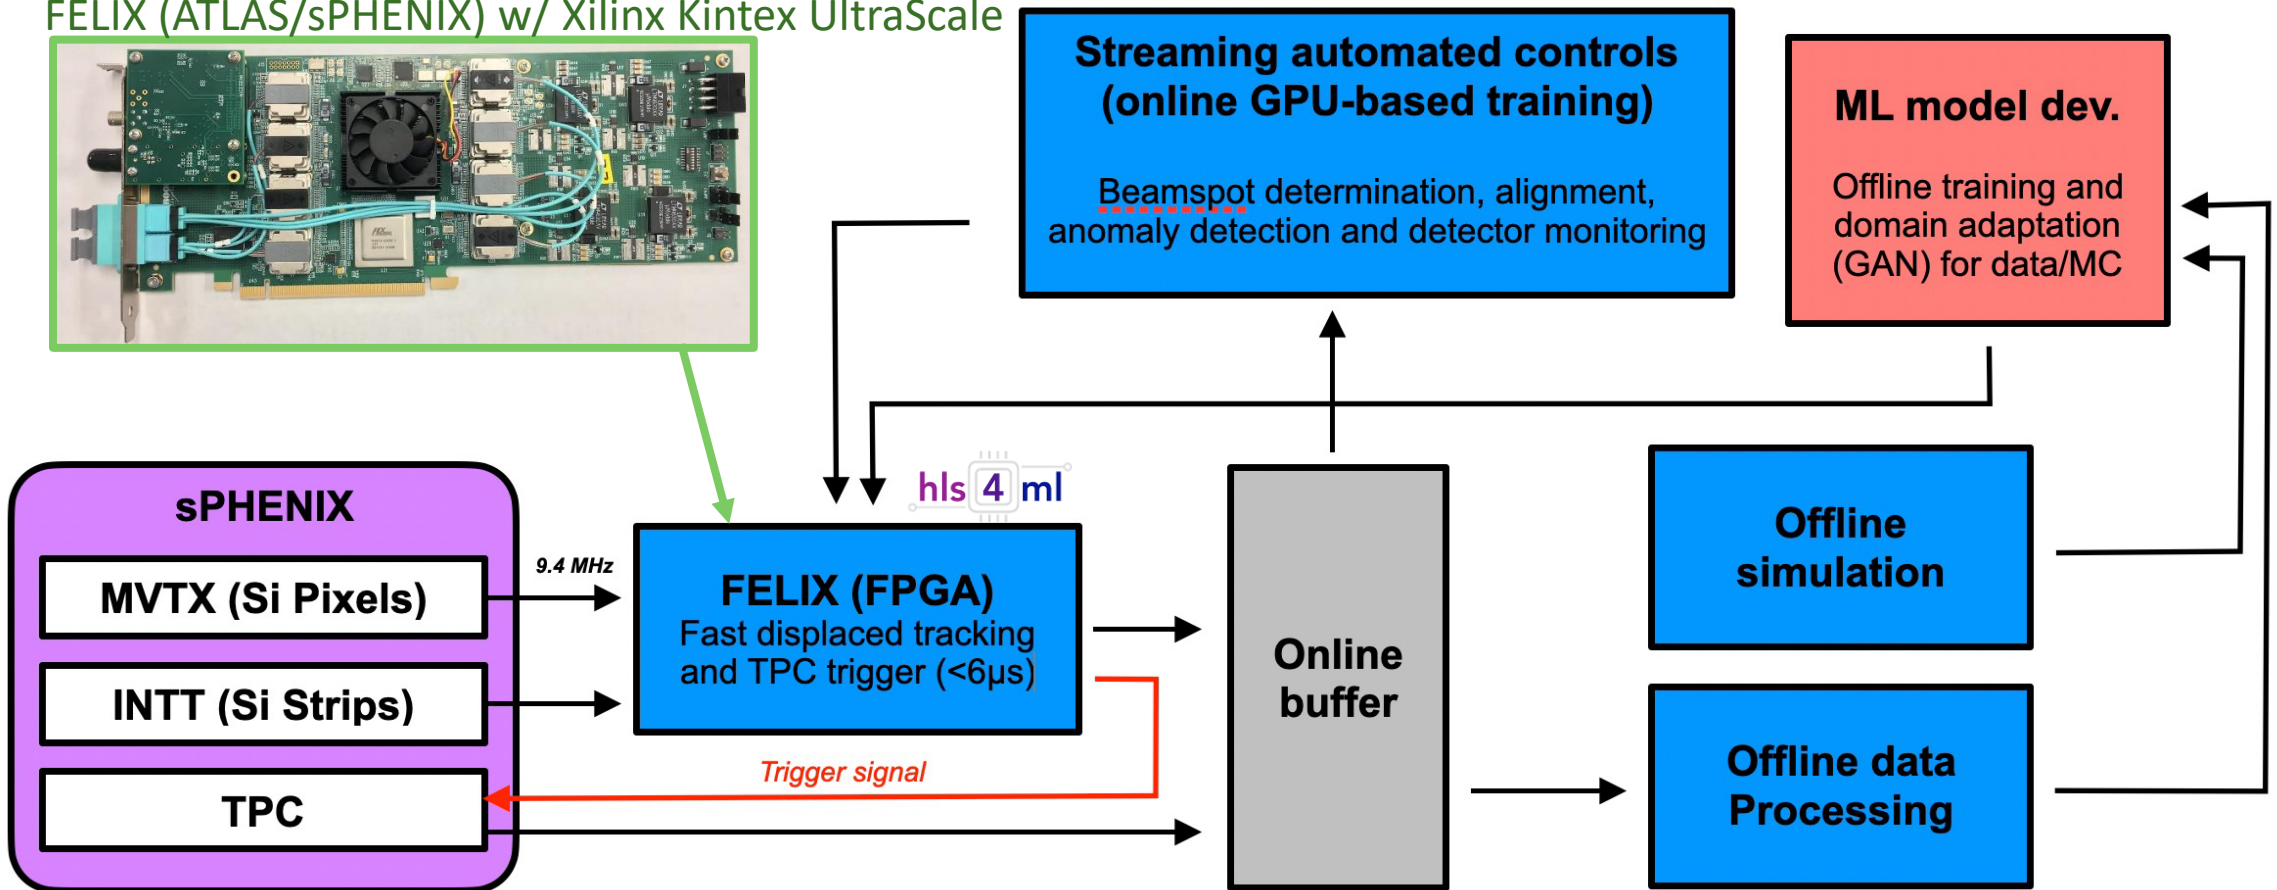 FELIX (ATLAS/sPHENIX) w/ Xilinx Kintex UltraScale
Streaming automated controls
(online GPU-based training)
Beamspot determination, alignment,
anomaly detection and detector monitoring
ML model dev.
Offline training and
domain adaptation
(GAN) for data/MC
hls 4 ml
sPHENIX
MVTX (Si Pixels)
INTT (Si Strips)
TPC
9.4 MHz
FELIX (FPGA)
Fast displaced tracking
and TPC trigger (<6μs)
Trigger signal
Online
buffer
Offline
simulation
Offline data
Processing